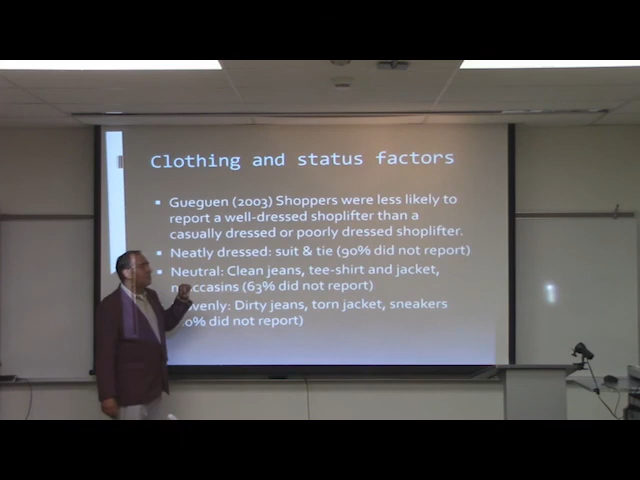 Clothing and status factors
▪ Gueguen (2003) Shoppers were less likely to
report a well-dressed shoplifter than a
casually dressed or poorly dressed shoplifter.
▪ Neatly dressed: suit & tie (90% did not report)
▪ Neutral: Clean jeans, tee-shirt and jacket,
(63% did not report)
Dirty jeans, torn jacket, sneakers
did not report)